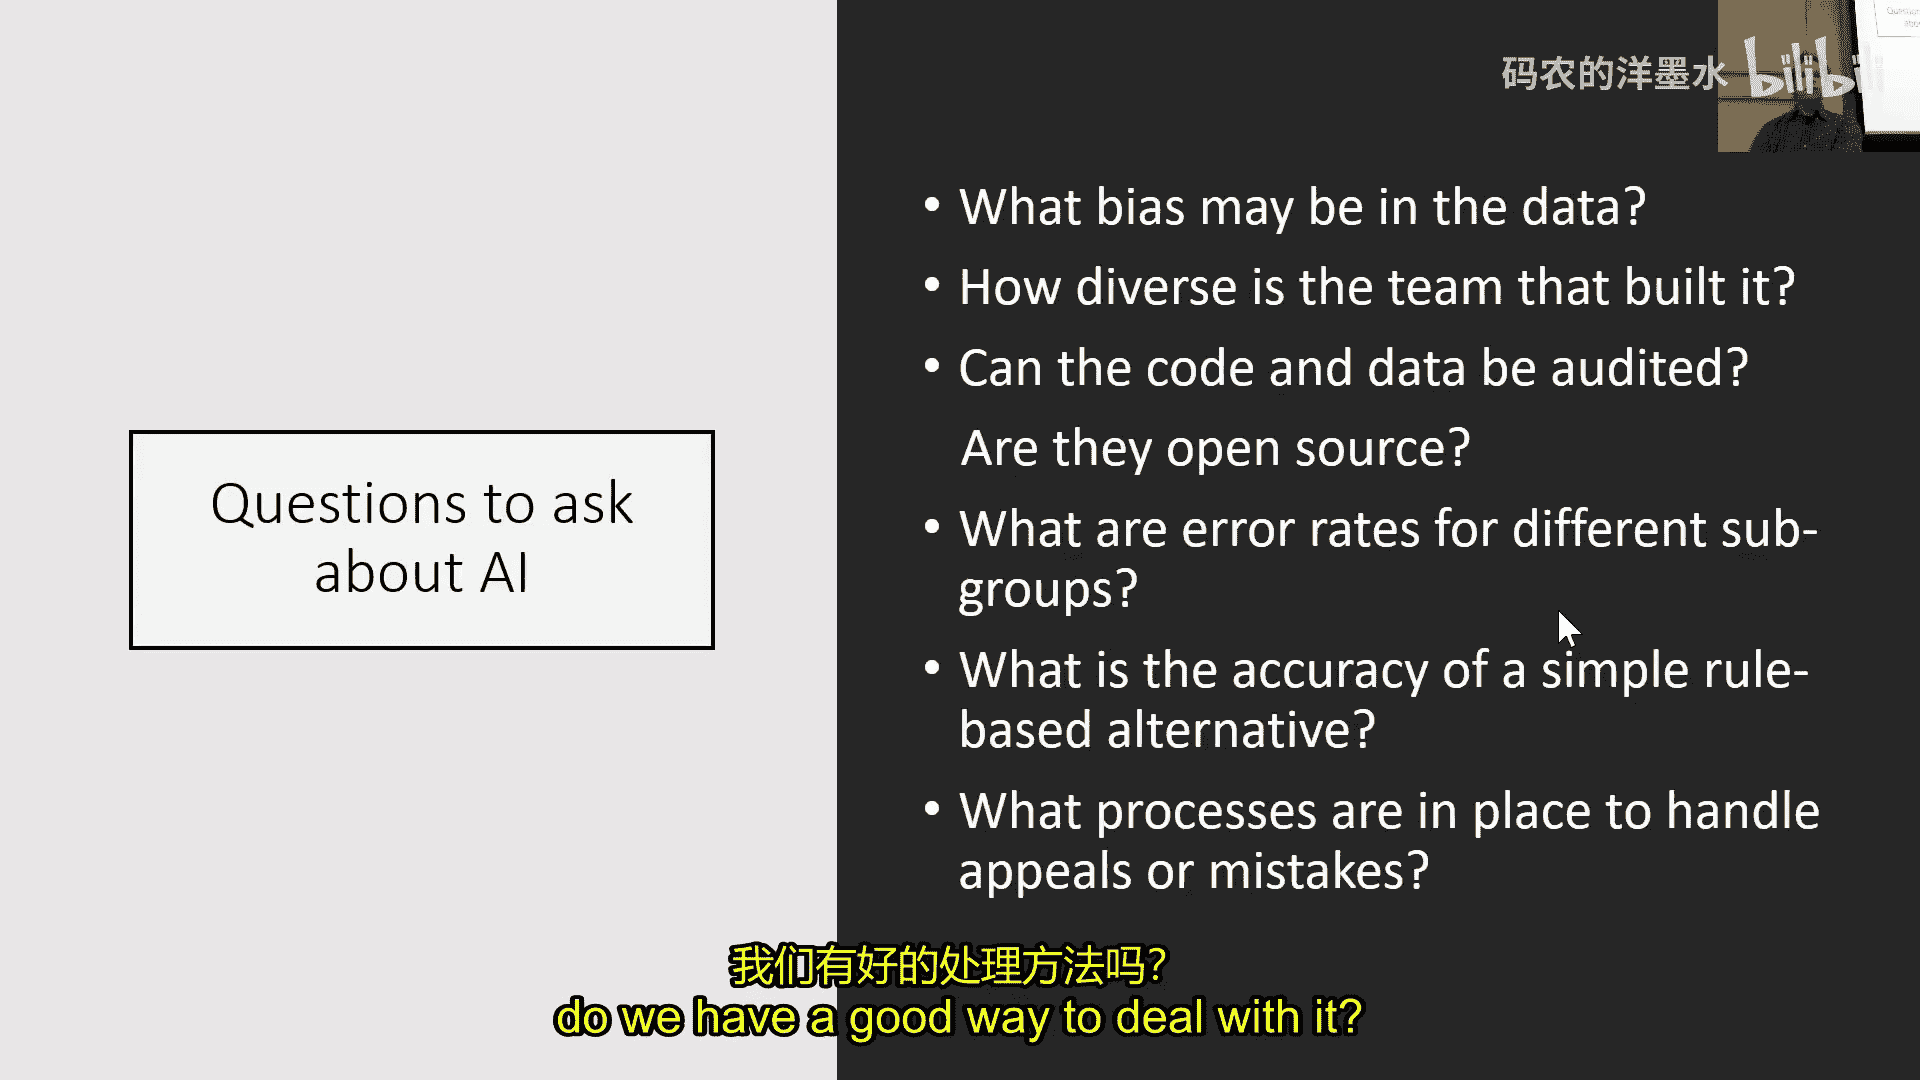 码农的洋墨水 bilibili
Questions to ask
about AI
• What bias may be in the data?
• How diverse is the team that built it?
• Can the code and data be audited?
Are they open source?
• What are error rates for different sub-
groups?
• What is the accuracy of a simple rule-
based alternative?
• What processes are in place to handle
appeals or mistakes?
我们有好的处理方法吗?
do we have a good way to deal with it?